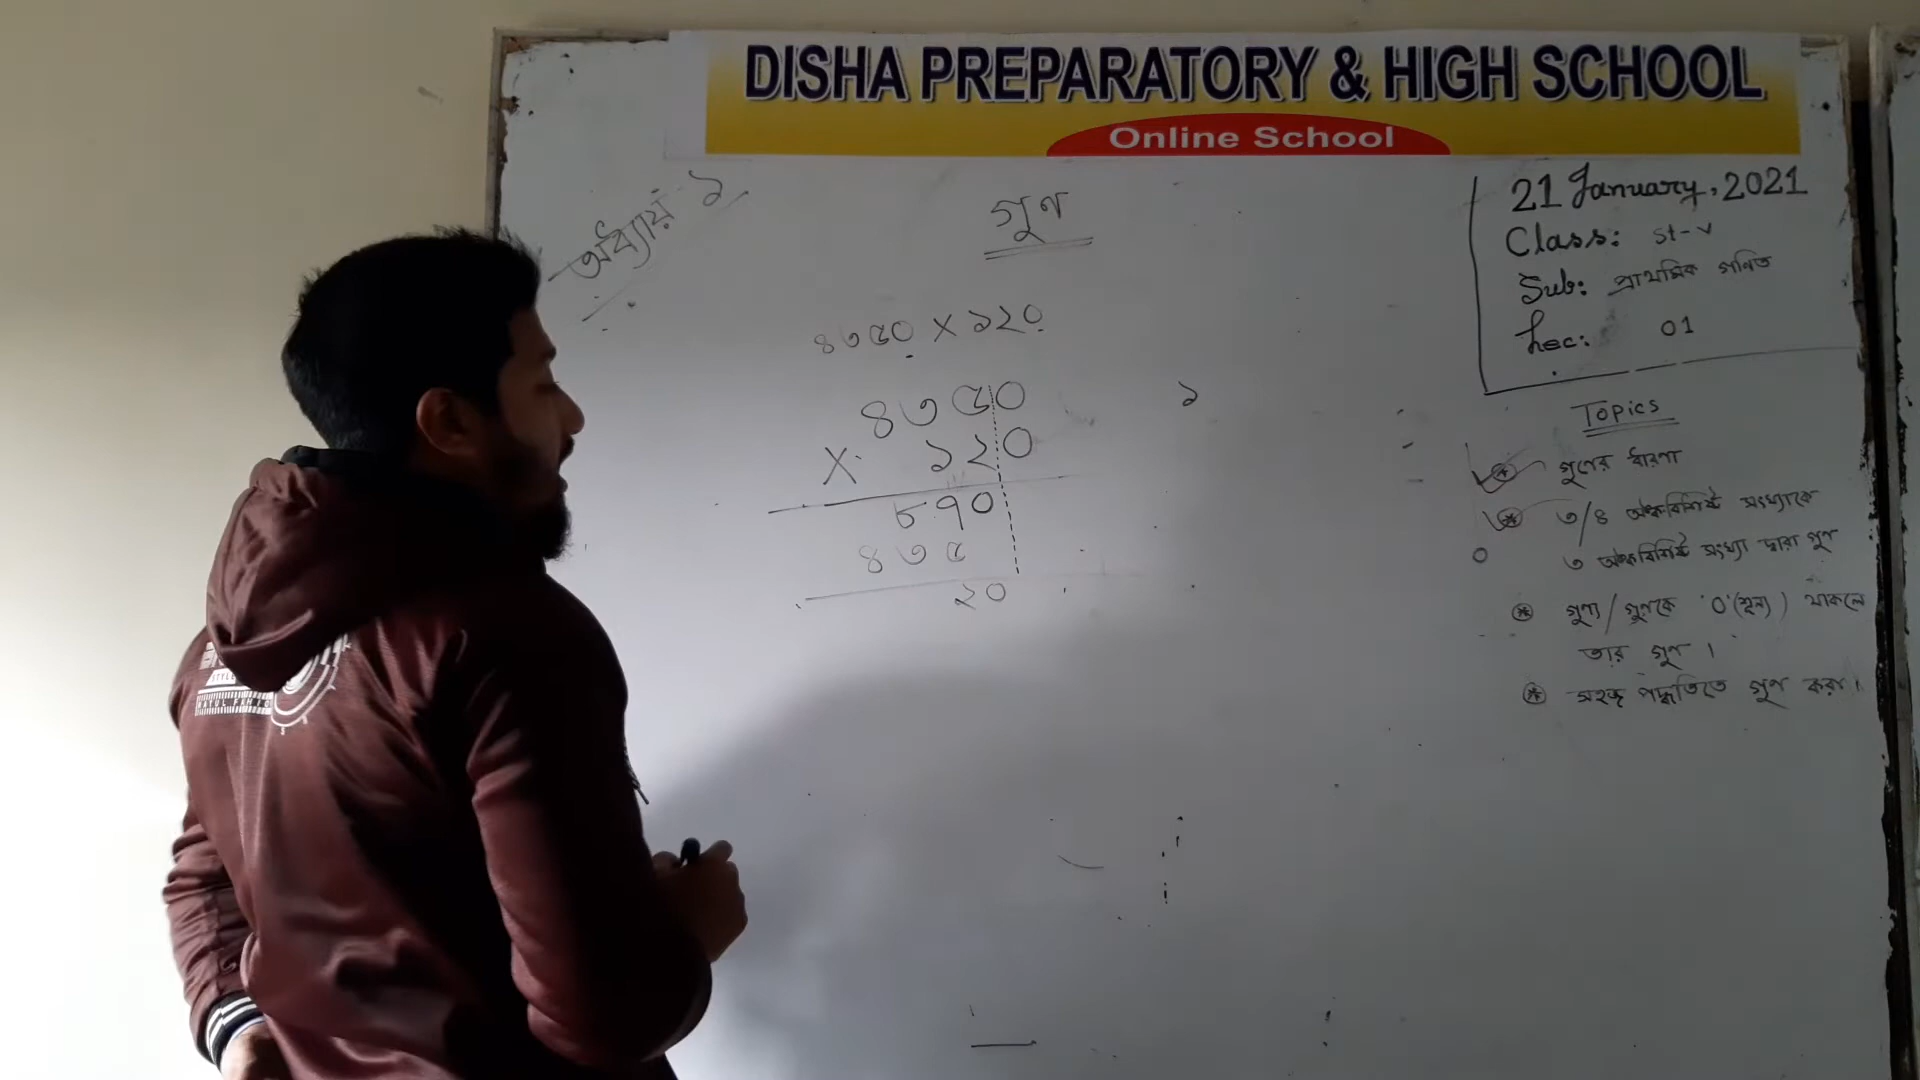 DISHA PREPARATORY & HIGH SCHOOL
Online School
অধ্যায় ১
গুণ
৪৩৫০ X ১২০
৪৩৫০
X ১২০
৮৭০
৪৩৫
২০
১
21 January, 2021
Class: st-v
Sub: প্রাথমিক গনিত
Lec: 01
Topics
গুণের ধারণা
৩/৪ অঙ্কবিশিষ্ট সংখ্যাকে
৩ অঙ্কবিশিষ্ট সংখ্যা দ্বারা গুণ
গুণ্য/গুণকে '0'(শূন্য) থাকলে
তার গুণ ।
সহজ পদ্ধতিতে গুণ করা।
STYLE